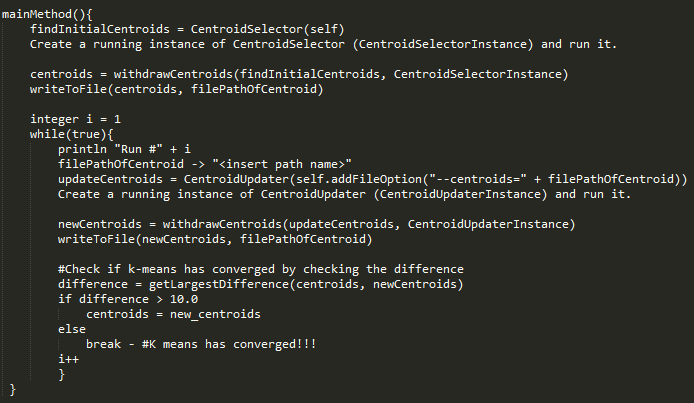 mainMethod(){
findInitialCentroids = CentroidSelector(self)
Create a running instance of CentroidSelector (CentroidSelectorInstance) and run it.
centroids = withdrawCentroids(findInitialCentroids, CentroidSelectorInstance)
writeToFile(centroids, filePathOfCentroid)
integer i = 1
while(true){
println "Run #" + i
filePathOfCentroid -> "<insert path name>"
updateCentroids = CentroidUpdater(self.addFileOption("--centroids=" + filePathOfCentroid))
Create a running instance of CentroidUpdater (CentroidUpdaterInstance) and run it.
newCentroids = withdrawCentroids(updateCentroids, CentroidUpdaterInstance)
writeToFile(newCentroids, filePathOfCentroid)
#Check if k-means has converged by checking the difference
difference = getLargestDifference(centroids, newCentroids)
if difference > 10.0
centroids = new_centroids
else
break - #K means has converged!!!
i++
}
}